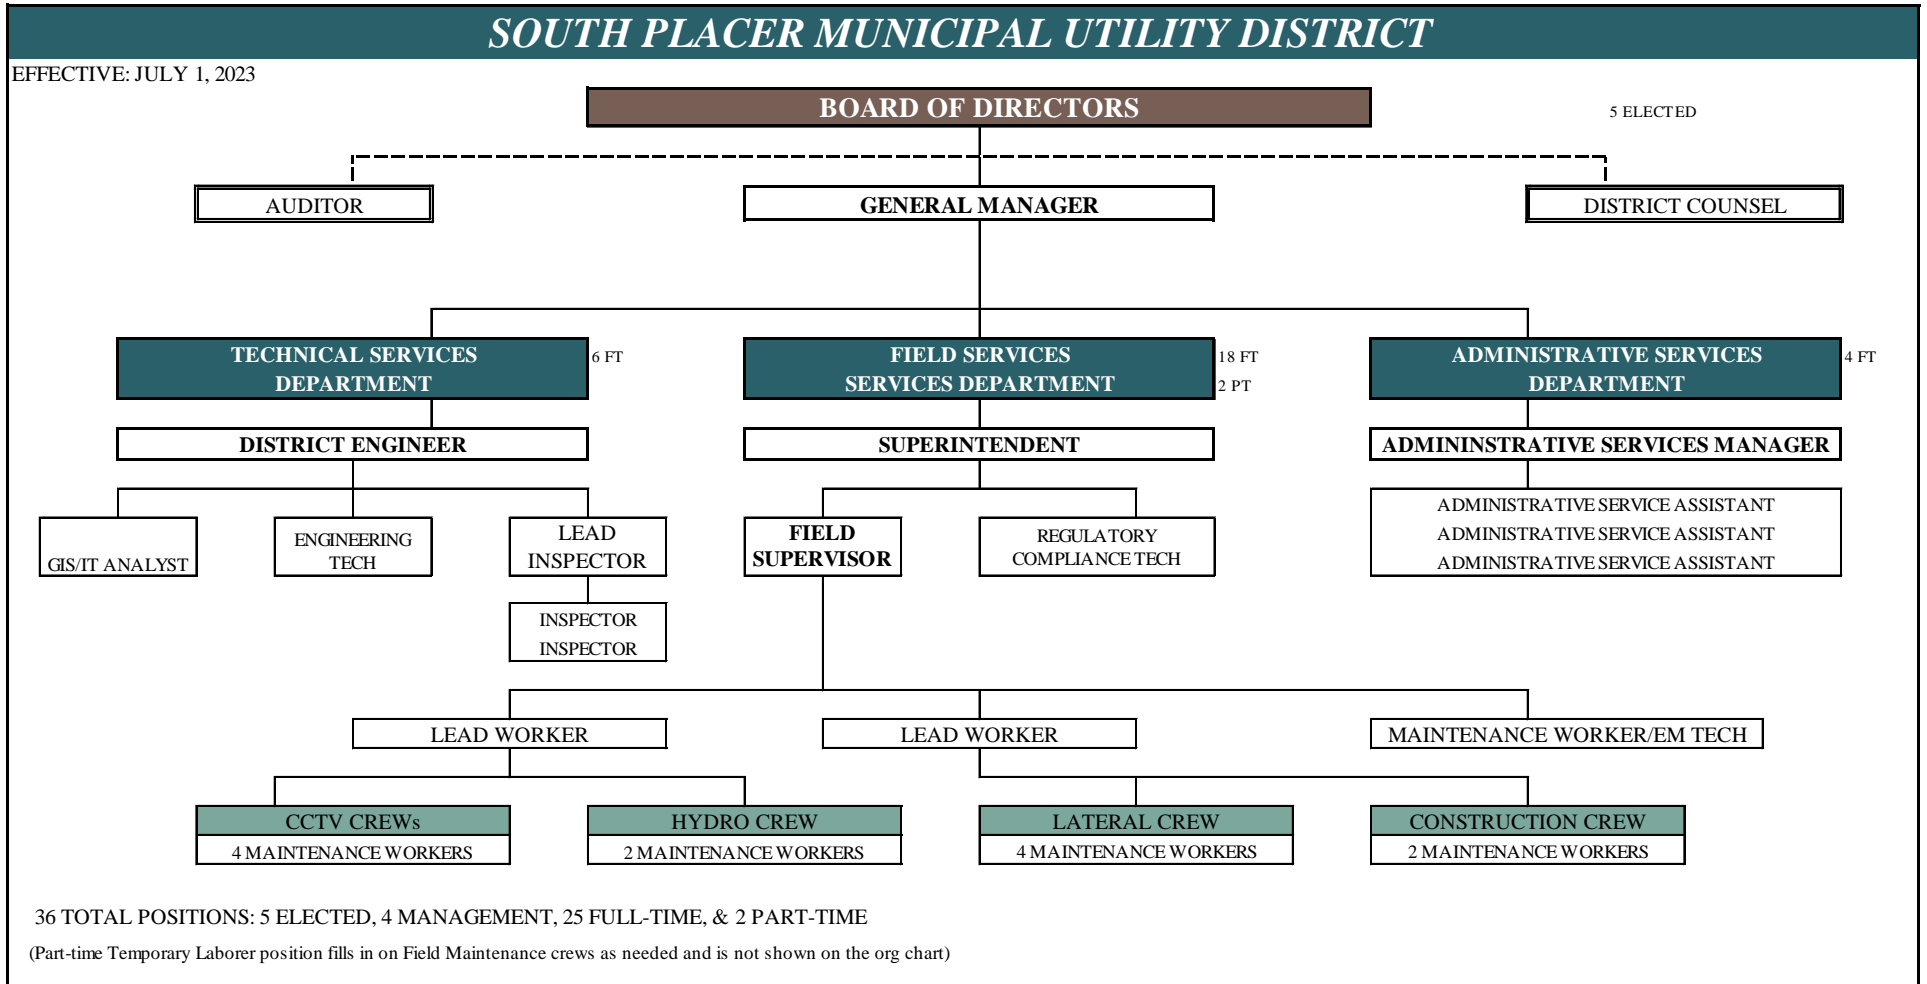 SOUTH PLACER MUNICIPAL UTILITY DISTRICT
EFFECTIVE: JULY 1, 2023
BOARD OF DIRECTORS
5 ELECTED
AUDITOR
GENERAL MANAGER
DISTRICT COUNSEL
TECHNICAL SERVICES
DEPARTMENT
6 FT
FIELD SERVICES
SERVICES DEPARTMENT
18 FT
2 PT
ADMINISTRATIVE SERVICES
DEPARTMENT
4 FT
DISTRICT ENGINEER
SUPERINTENDENT
ADMININSTRATIVE SERVICES MANAGER
GIS/IT ANALYST
ENGINEERING
TECH
LEAD
INSPECTOR
FIELD
SUPERVISOR
REGULATORY
COMPLIANCE TECH
ADMINISTRATIVE SERVICE ASSISTANT
ADMINISTRATIVE SERVICE ASSISTANT
ADMINISTRATIVE SERVICE ASSISTANT
INSPECTOR
INSPECTOR
LEAD WORKER
LEAD WORKER
MAINTENANCE WORKER/EM TECH
CCTV CREWs
4 MAINTENANCE WORKERS
HYDRO CREW
2 MAINTENANCE WORKERS
LATERAL CREW
4 MAINTENANCE WORKERS
CONSTRUCTION CREW
2 MAINTENANCE WORKERS
36 TOTAL POSITIONS: 5 ELECTED, 4 MANAGEMENT, 25 FULL-TIME, & 2 PART-TIME
(Part-time Temporary Laborer position fills in on Field Maintenance crews as needed and is not shown on the org chart)